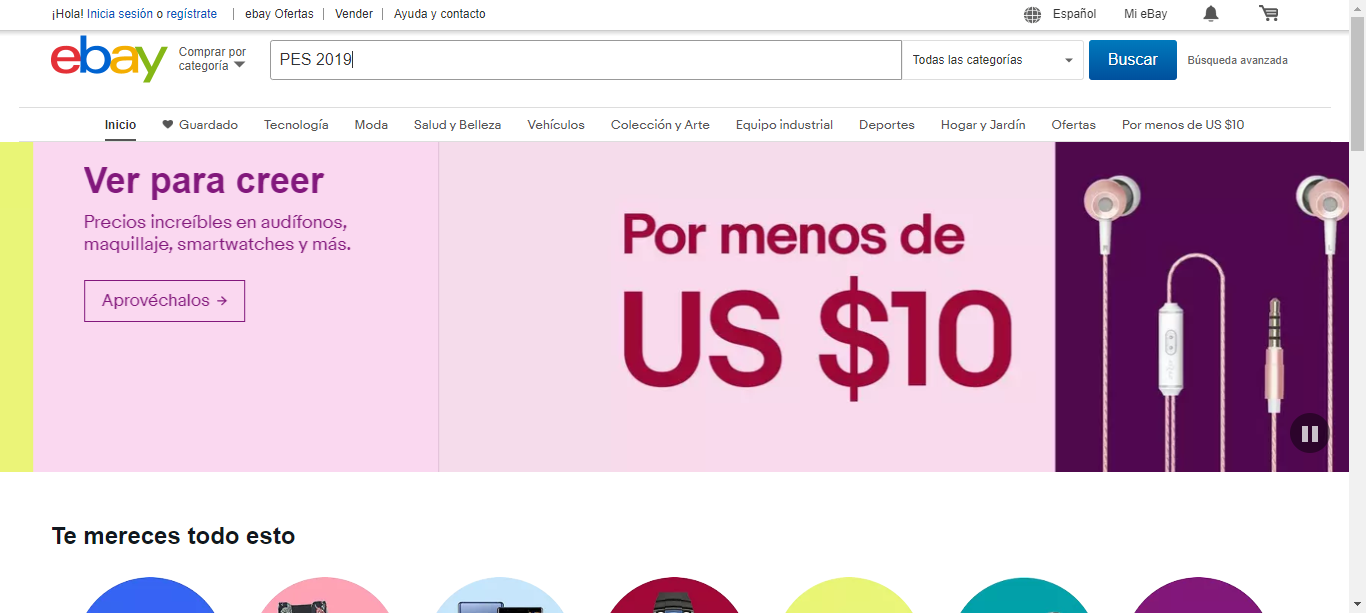 ¡Hola! Inicia sesión o regístrate | ebay Ofertas | Vender | Ayuda y contacto Español Mi eBay
ebay Comprar por categoría PES 2019 Todas las categorías Buscar Búsqueda avanzada
Inicio Guardado Tecnología Moda Salud y Belleza Vehículos Colección y Arte Equipo industrial Deportes Hogar y Jardín Ofertas Por menos de US $10
Ver para creer
Precios increíbles en audífonos,
maquillaje, smartwatches y más.
Aprovéchalos →
Por menos de
US $10
Te mereces todo esto